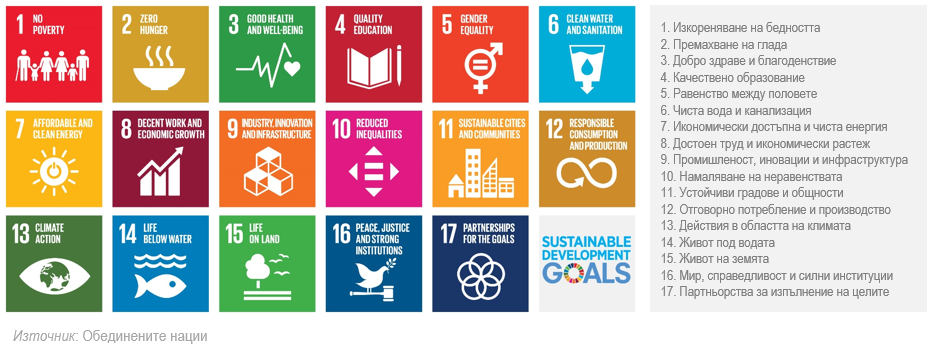 1 NO
POVERTY
2 ZERO
HUNGER
3 GOOD HEALTH
AND WELL-BEING
4 QUALITY
EDUCATION
5 GENDER
EQUALITY
6 CLEAN WATER
AND SANITATION
7 AFFORDABLE AND
CLEAN ENERGY
8 DECENT WORK AND
ECONOMIC GROWTH
9 INDUSTRY, INNOVATION
AND INFRASTRUCTURE
10 REDUCED
INEQUALITIES
11 SUSTAINABLE CITIES
AND COMMUNITIES
12 RESPONSIBLE
CONSUMPTION
AND PRODUCTION
13 CLIMATE
ACTION
14 LIFE
BELOW WATER
15 LIFE
ON LAND
16 PEACE, JUSTICE
AND STRONG
INSTITUTIONS
17 PARTNERSHIPS
FOR THE GOALS
SUSTAINABLE
DEVELOPMENT
GOALS
1. Изкореняване на бедността
2. Премахване на глада
3. Добро здраве и благоденствие
4. Качествено образование
5. Равенство между половете
6. Чиста вода и канализация
7. Икономически достъпна и чиста енергия
8. Достоен труд и икономически растеж
9. Промишленост, иновации и инфраструктура
10. Намаляване на неравенствата
11. Устойчиви градове и общности
12. Отговорно потребление и производство
13. Действия в областта на климата
14. Живот под водата
15. Живот на земята
16. Мир, справедливост и силни институции
17. Партньорства за изпълнение на целите
Източник: Обединените нации